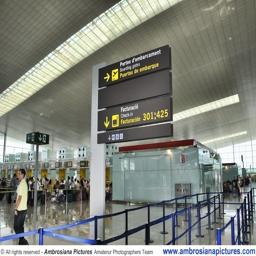 Portes d'embarcament
Boarding gates
Puertas de embarque
Facturació
Check-in
Facturación
301/425
© All rights reserved - Ambrosiana Pictures Amateur Photographers Team
www.ambrosianapictures.com